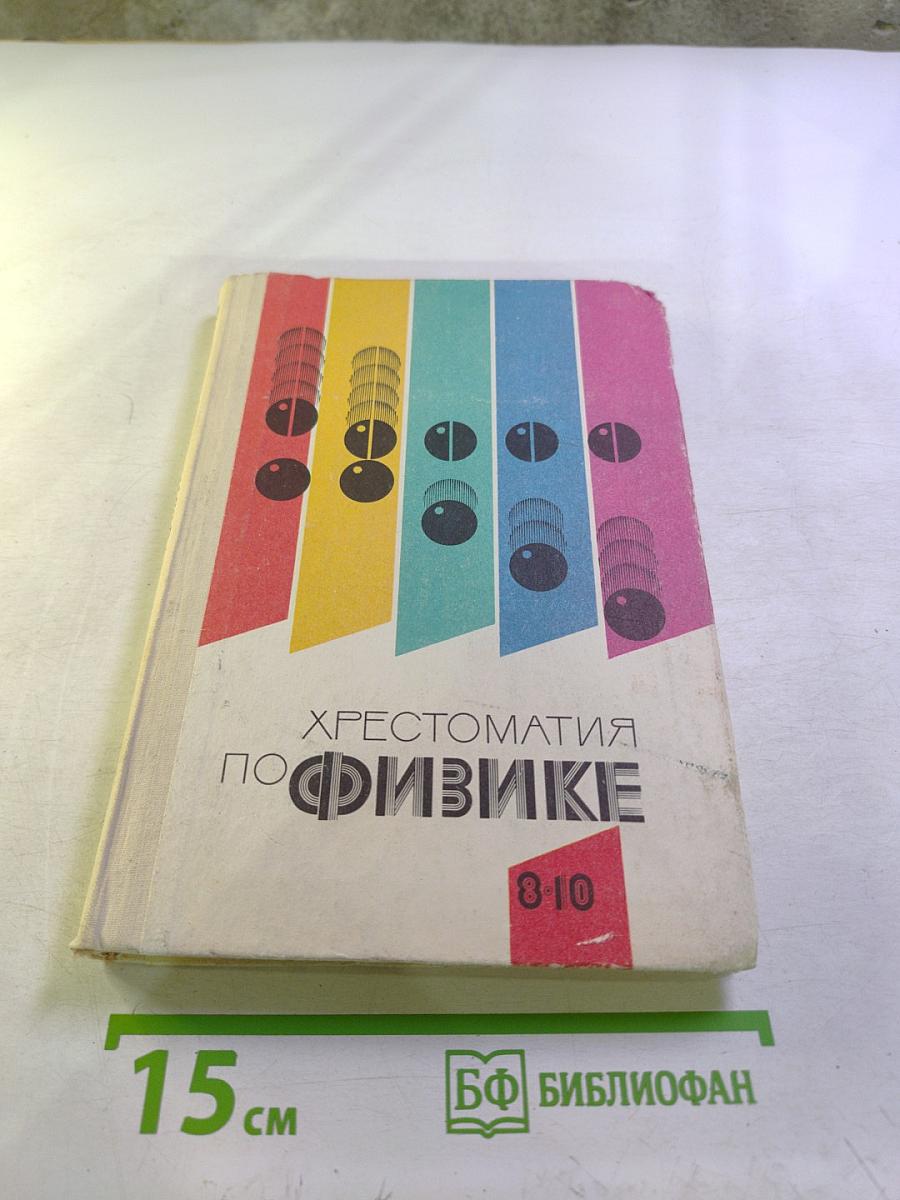 ХРЕСТОМАТИЯ
ПО ФИЗИКЕ
8·10
15 см
БФ БИБЛИОФАН